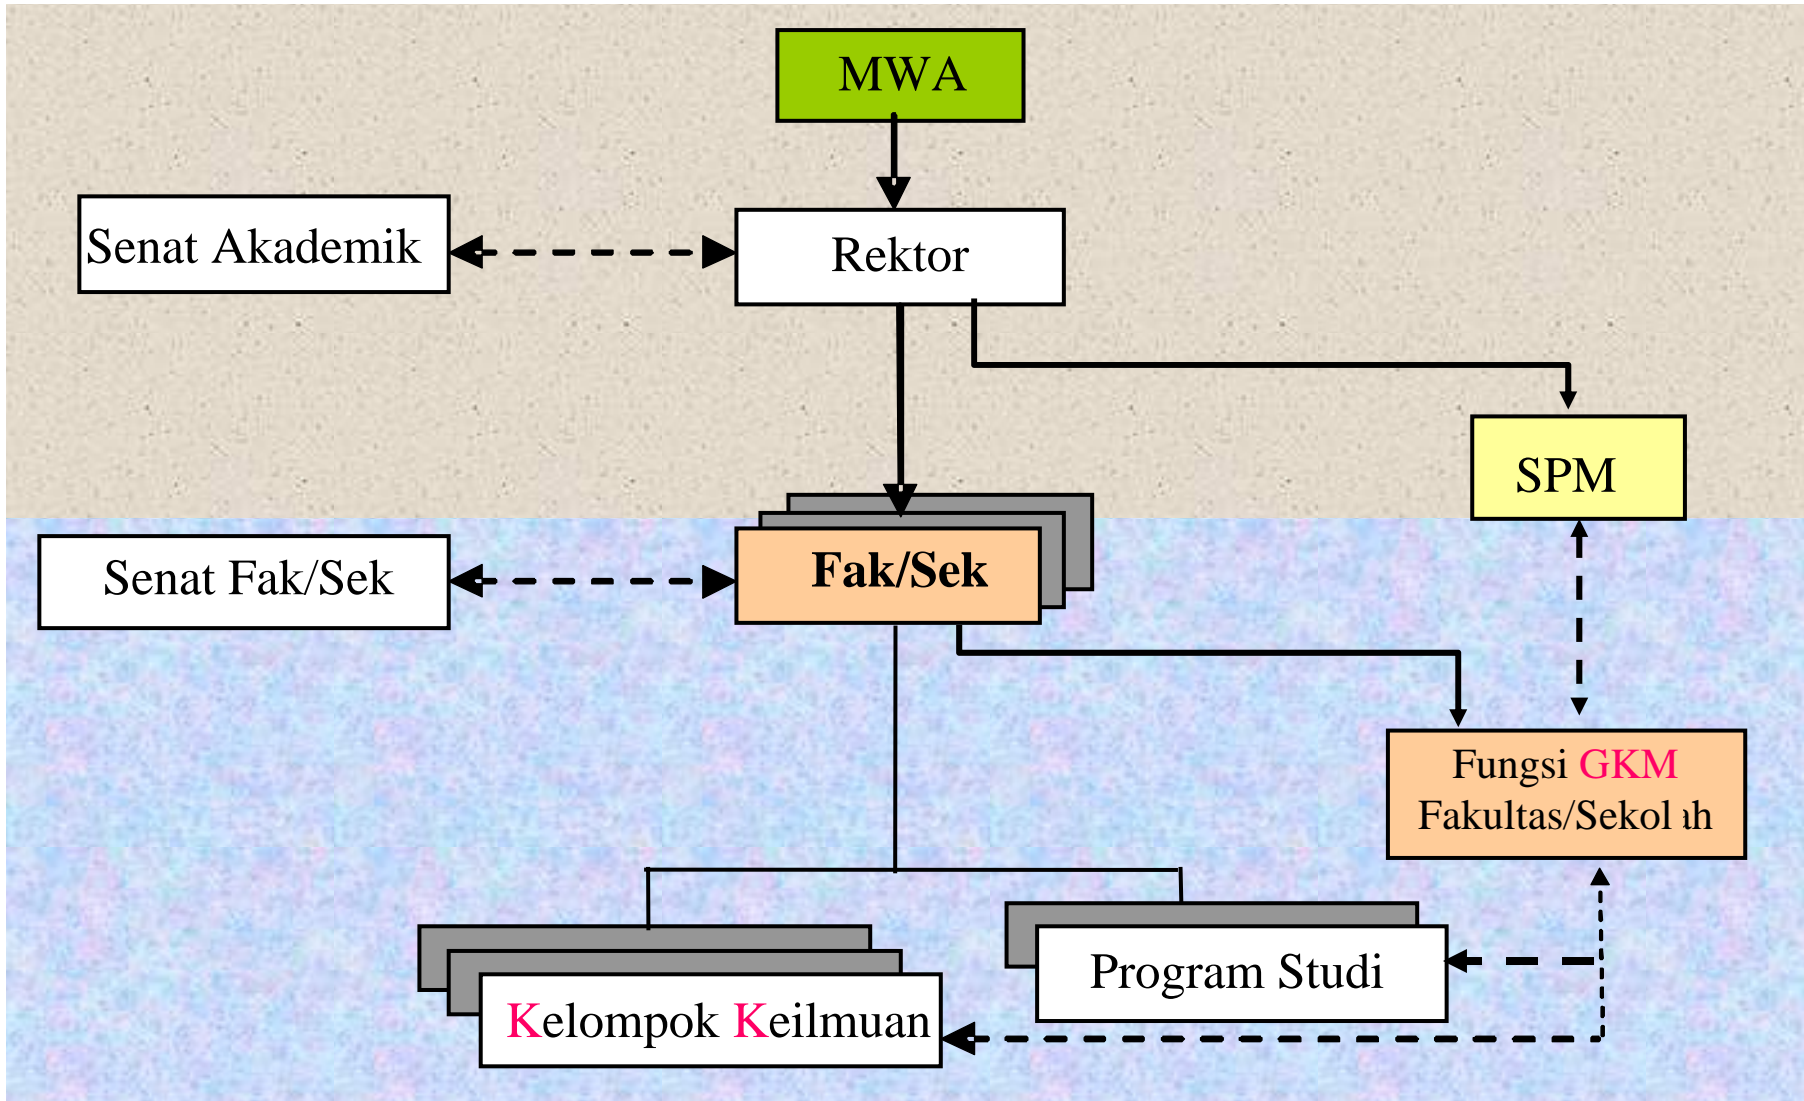 MWA
Senat Akademik
Rektor
SPM
Senat Fak/Sek
Fak/Sek
Fungsi GKM
Fakultas/Sekolah
Program Studi
Kelompok Keilmuan